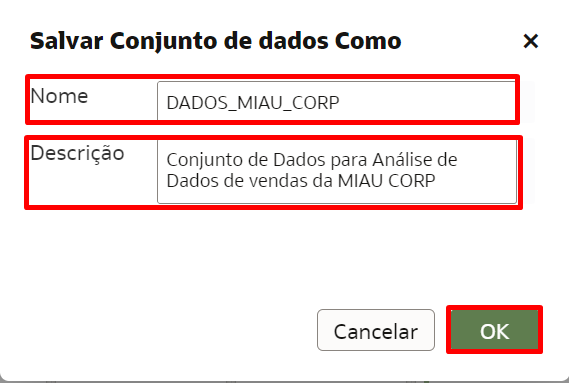 Salvar Conjunto de dados Como
Nome
DADOS_MIAU_CORP
Descrição
Conjunto de Dados para Análise de
Dados de vendas da MIAU CORP
Cancelar
OK